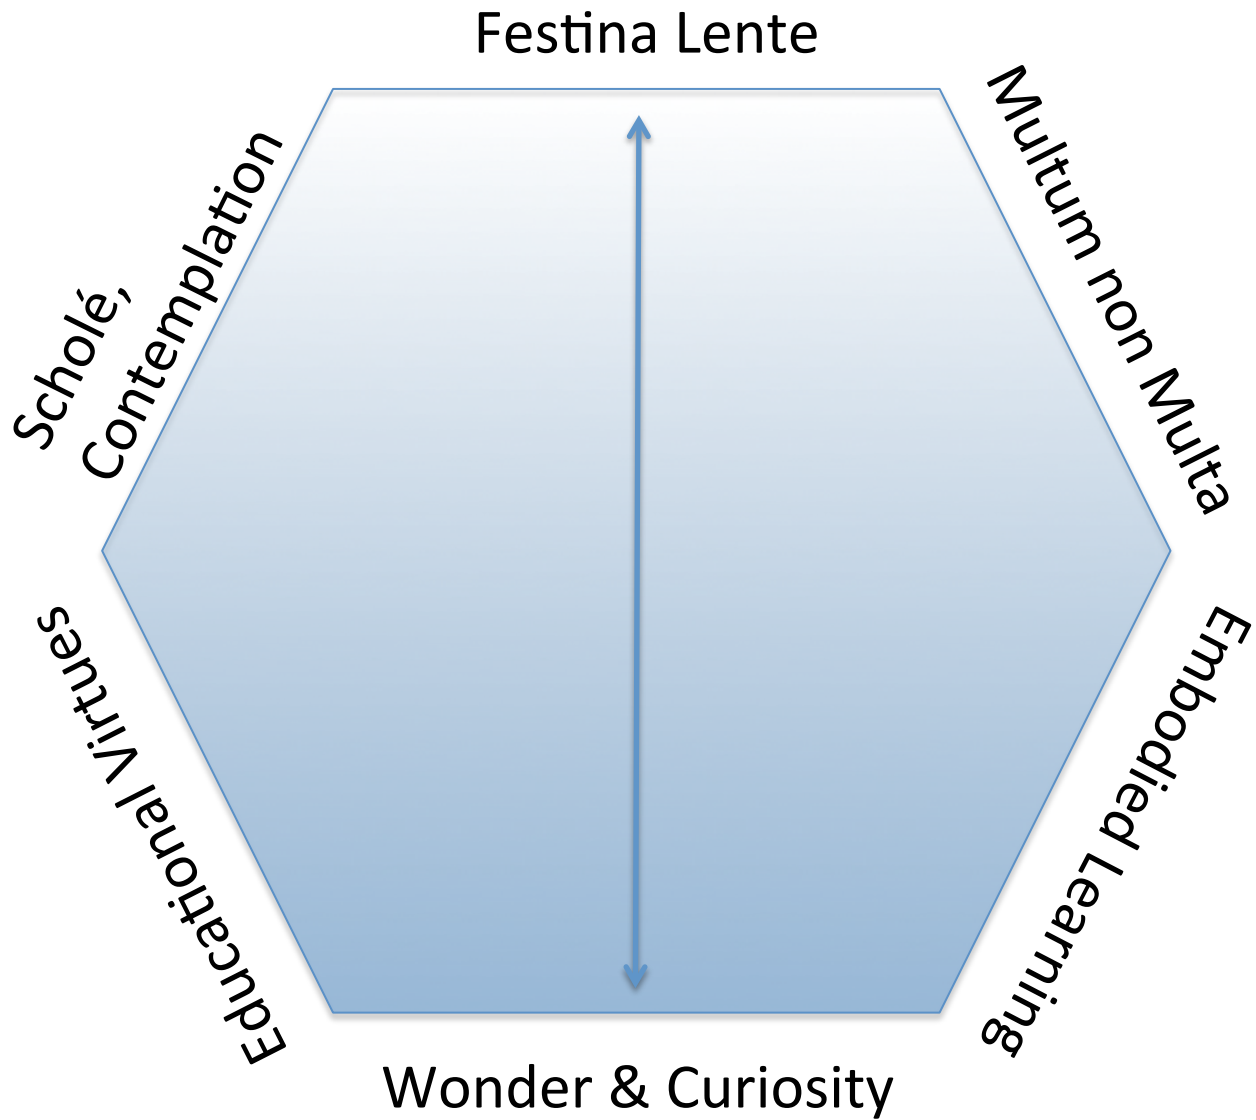 Festina Lente
Multum non Multa
Scholé,
Contemplation
Educational Virtues
Embodied Learning
Wonder & Curiosity